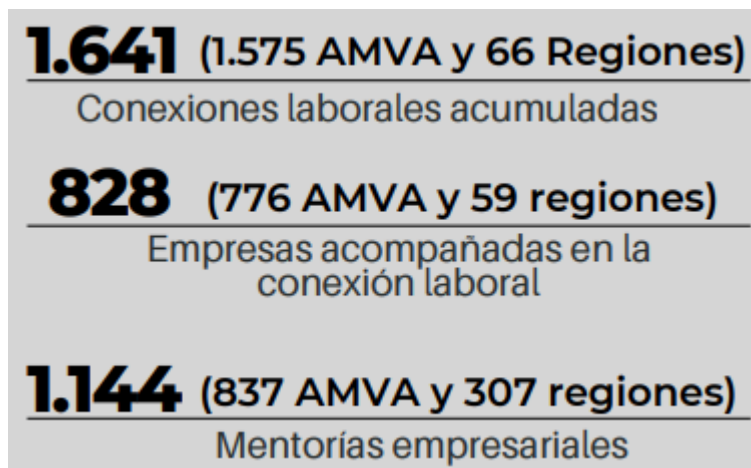 1.641 (1.575 AMVA y 66 Regiones)
Conexiones laborales acumuladas
828 (776 AMVA y 59 regiones)
Empresas acompañadas en la
conexión laboral
1.144 (837 AMVA y 307 regiones)
Mentorías empresariales